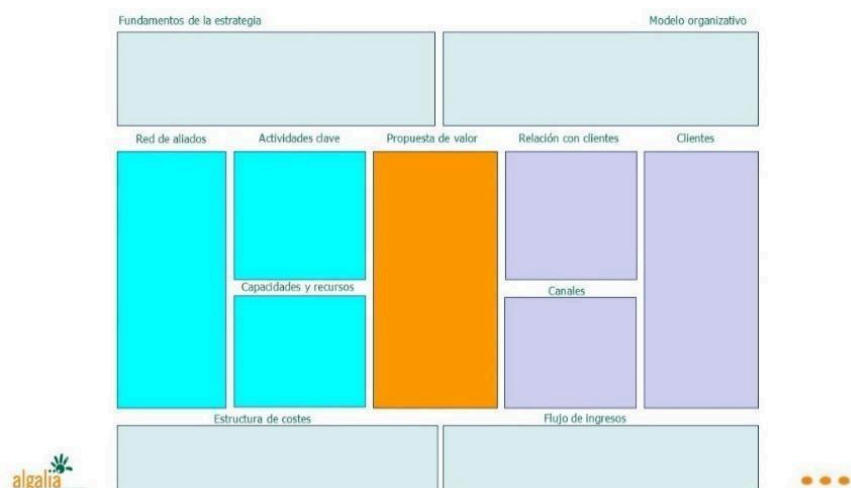 Fundamentos de la estrategia
Modelo organizativo
Red de aliados
Actividades clave
Propuesta de valor
Relación con clientes
Clientes
Capacidades y recursos
Canales
Estructura de costes
Flujo de ingresos
algalia